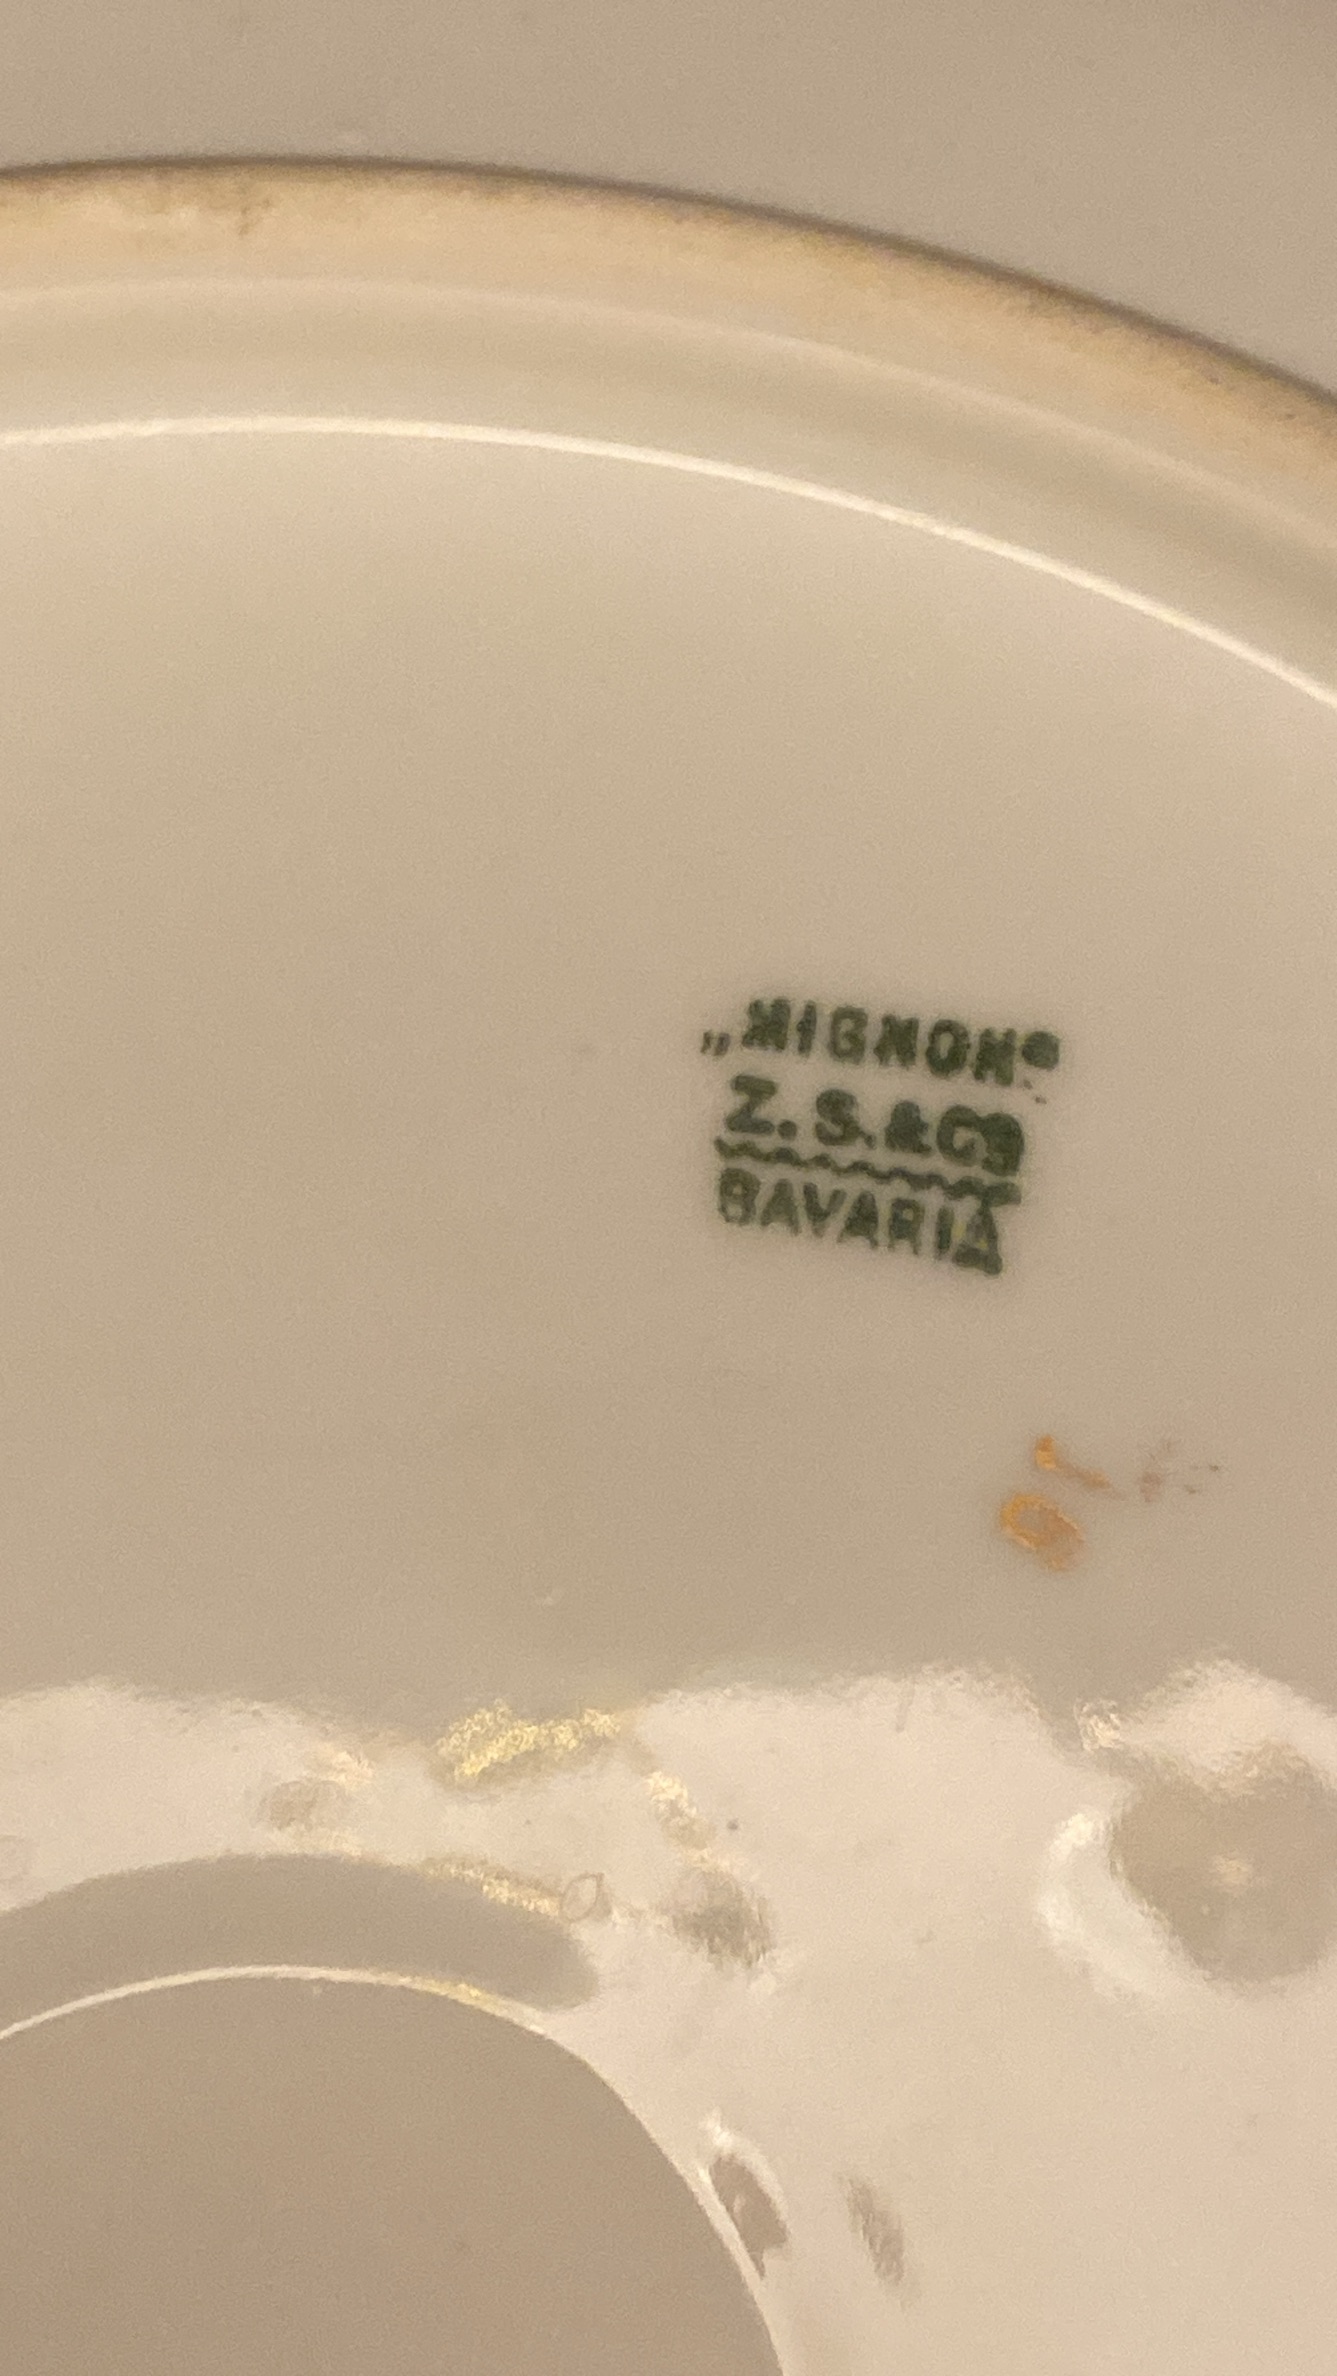 „MIGNON“
Z. S. & Cº
BAVARIA